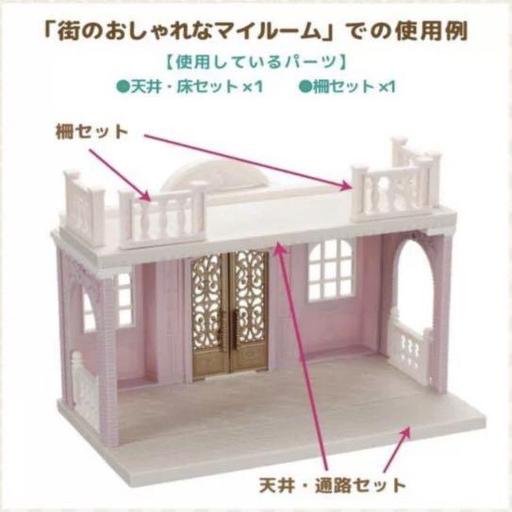 「街のおしゃれなマイルーム」での使用例
【使用しているパーツ】
●天井・床セット×1 ●柵セット×1
柵セット
天井・通路セット